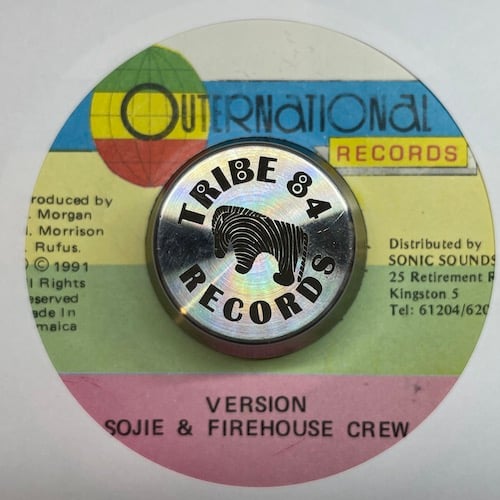 OUTERNATIONAL
RECORDS
TRIBE 84
RECORDS
roduced by
. Morgan
. Morrison
. Rufus.
© 1991
l Rights
eserved
ade In
maica
Distributed by
SONIC SOUNDS
25 Retirement R
Kingston 5
Tel: 61204/620
VERSION
SOJIE & FIREHOUSE CREW